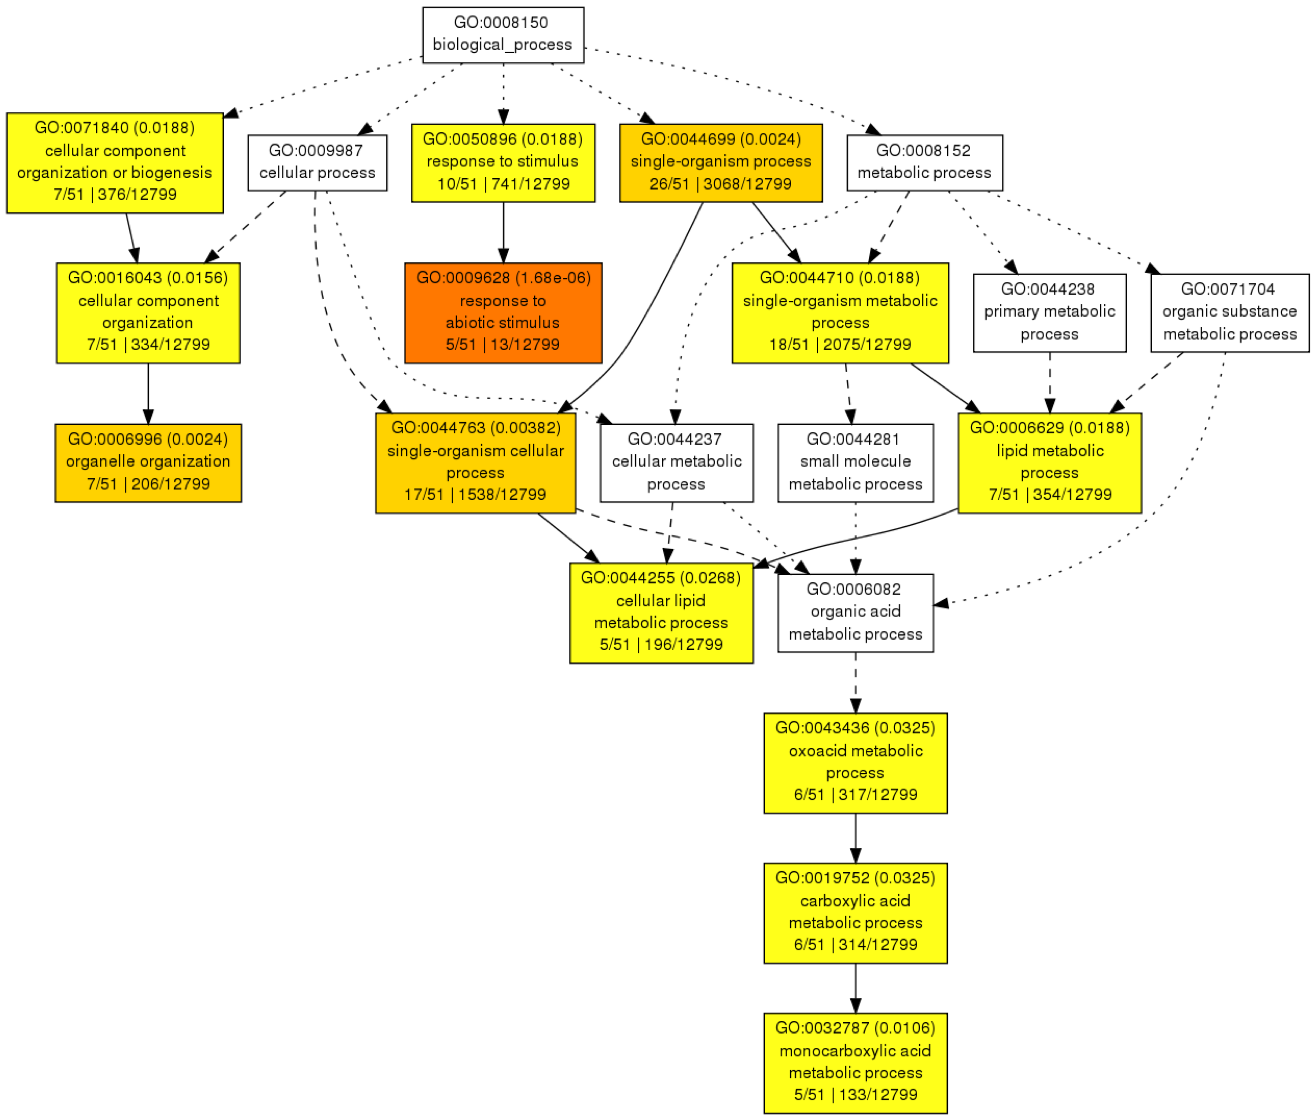 GO:0008150
biological_process
GO:0071840 (0.0188)
cellular component
organization or biogenesis
7/51 | 376/12799
GO:0009987
cellular process
GO:0050896 (0.0188)
response to stimulus
10/51 | 741/12799
GO:0044699 (0.0024)
single-organism process
26/51 | 3068/12799
GO:0008152
metabolic process
GO:0016043 (0.0156)
cellular component
organization
7/51 | 334/12799
GO:0009628 (1.68e-06)
response to
abiotic stimulus
5/51 | 13/12799
GO:0044710 (0.0188)
single-organism metabolic
process
18/51 | 2075/12799
GO:0044238
primary metabolic
process
GO:0071704
organic substance
metabolic process
GO:0006996 (0.0024)
organelle organization
7/51 | 206/12799
GO:0044763 (0.00382)
single-organism cellular
process
17/51 | 1538/12799
GO:0044237
cellular metabolic
process
GO:0044281
small molecule
metabolic process
GO:0006629 (0.0188)
lipid metabolic
process
7/51 | 354/12799
GO:0044255 (0.0268)
cellular lipid
metabolic process
5/51 | 196/12799
GO:0006082
organic acid
metabolic process
GO:0043436 (0.0325)
oxoacid metabolic
process
6/51 | 317/12799
GO:0019752 (0.0325)
carboxylic acid
metabolic process
6/51 | 314/12799
GO:0032787 (0.0106)
monocarboxylic acid
metabolic process
5/51 | 133/12799